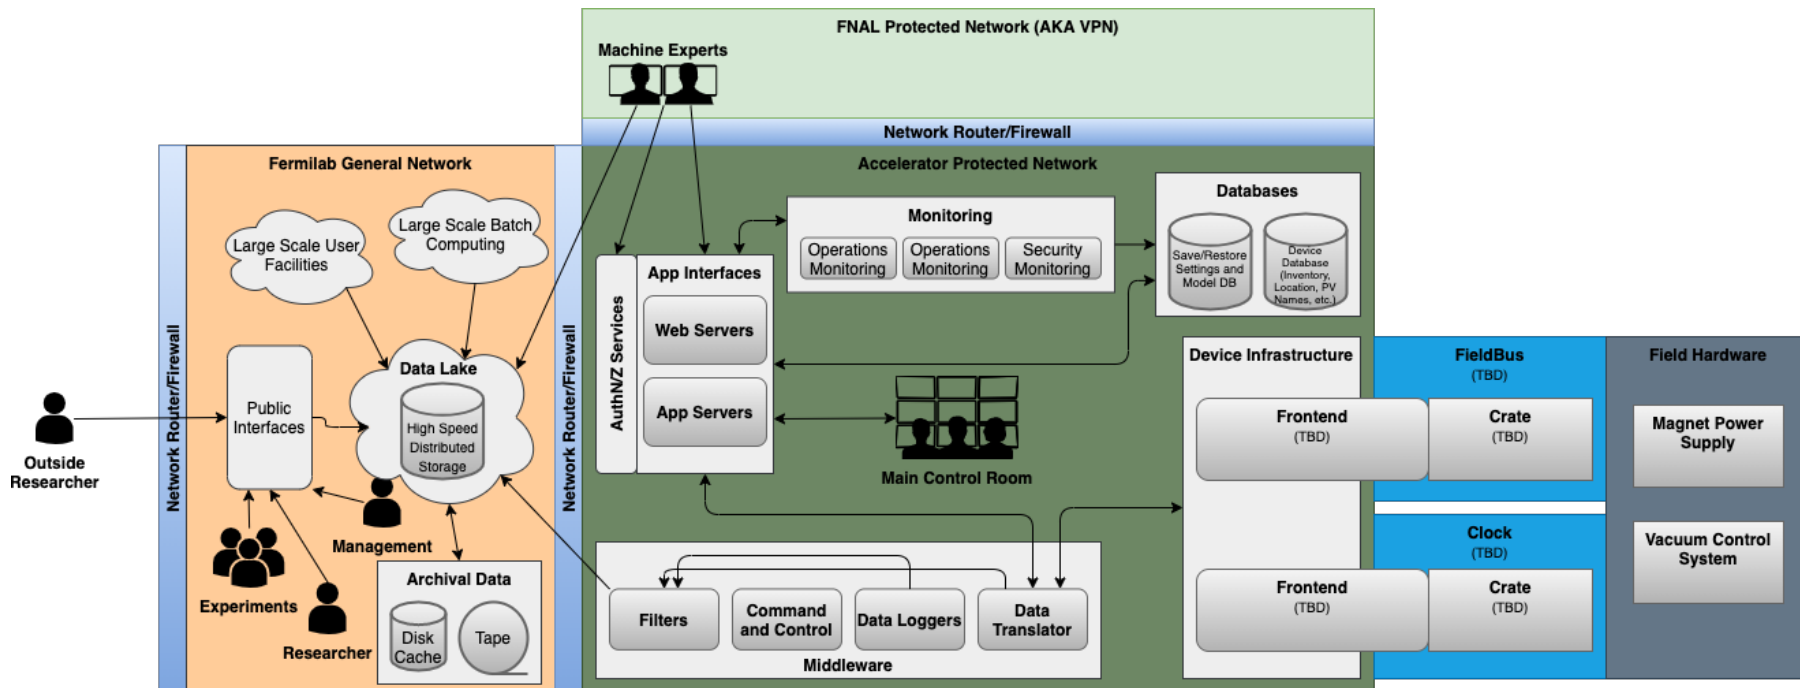 FNAL Protected Network (AKA VPN)
Machine Experts
Network Router/Firewall
Fermilab General Network
Accelerator Protected Network
Large Scale User
Facilities
Large Scale Batch
Computing
Monitoring
Operations
Monitoring
Operations
Monitoring
Security
Monitoring
Databases
Save/Restore
Settings and
Model DB
Device
Database
(Inventory,
Location, PV
Names, etc.)
Network Router/Firewall
Network Router/Firewall
AuthN/Z Services
App Interfaces
Web Servers
App Servers
Data Lake
High Speed
Distributed
Storage
Public
Interfaces
Outside
Researcher
Main Control Room
Device Infrastructure
FieldBus
(TBD)
Field Hardware
Frontend
(TBD)
Crate
(TBD)
Magnet Power
Supply
Clock
(TBD)
Vacuum Control
System
Frontend
(TBD)
Crate
(TBD)
Management
Experiments
Researcher
Archival Data
Disk
Cache
Tape
Filters
Command
and Control
Data Loggers
Data
Translator
Middleware